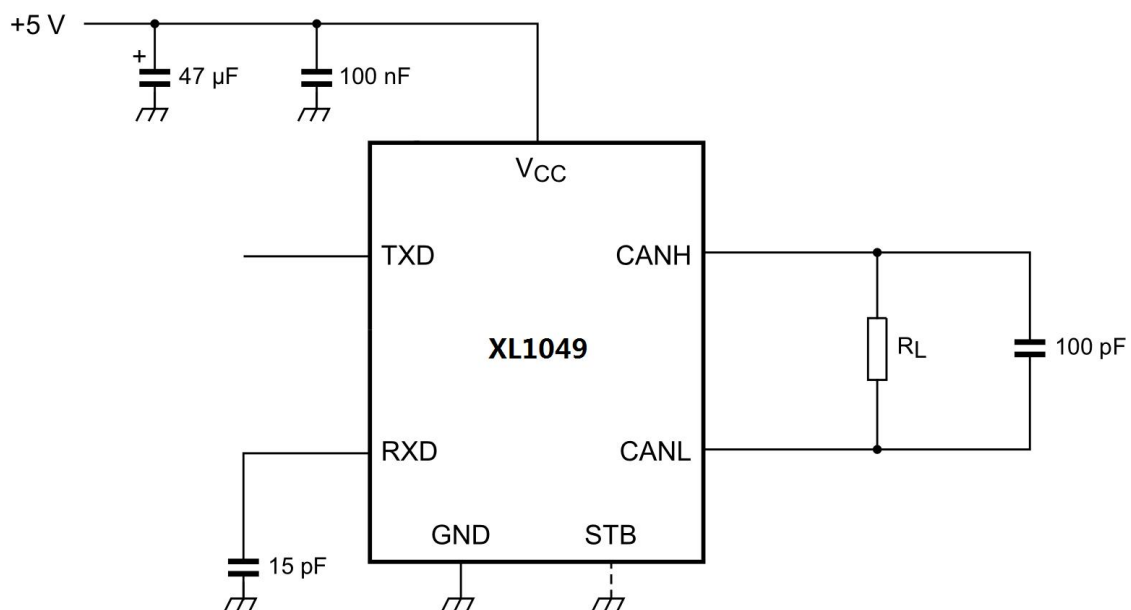 +5 V
+
47 µF
100 nF
VCC
TXD
CANH
XL1049
RL
100 pF
RXD
CANL
GND
STB
15 pF